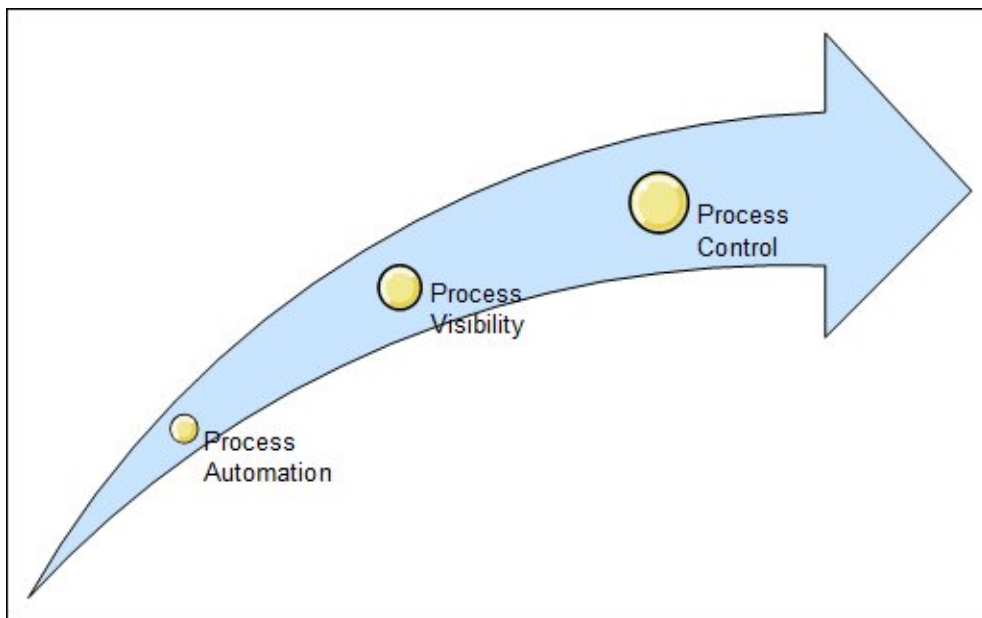 Process
Control
Process
Visibility
Process
Automation